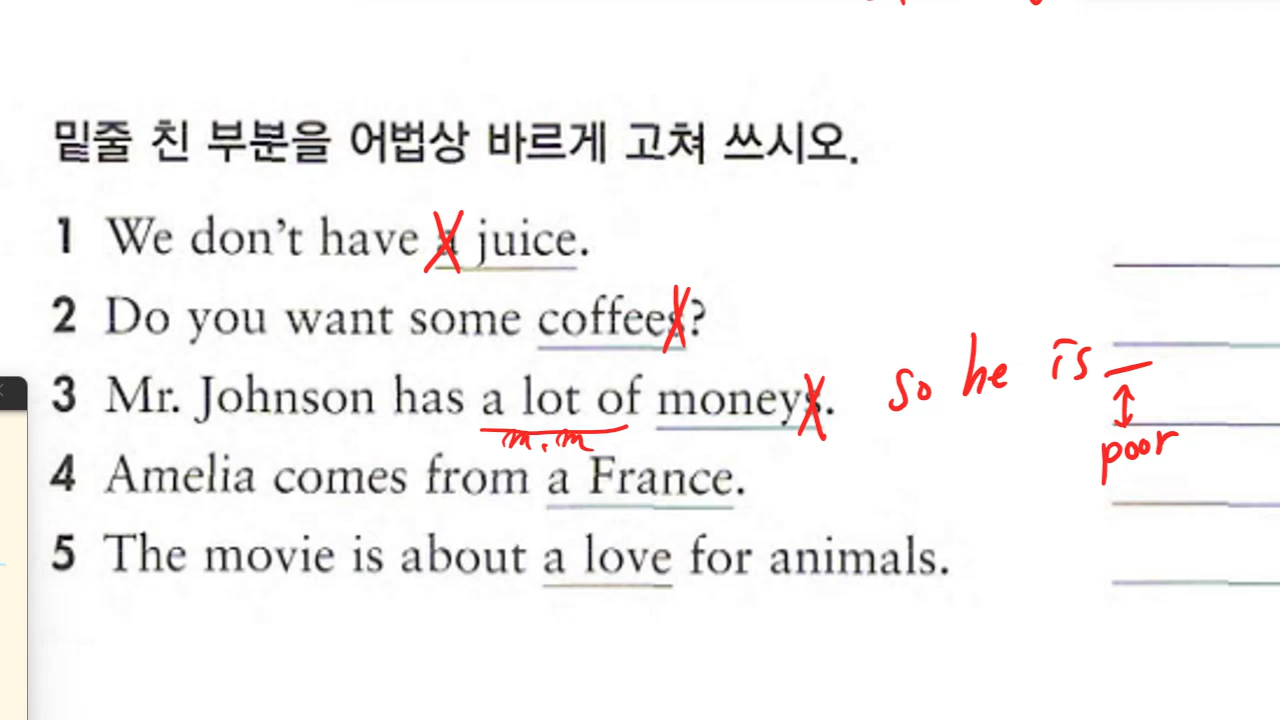 밑줄 친 부분을 어법상 바르게 고쳐 쓰시오.
1 We don't have a juice.
2 Do you want some coffees?
3 Mr. Johnson has a lot of moneys. so he is
m.m
poor
4 Amelia comes from a France.
5 The movie is about a love for animals.